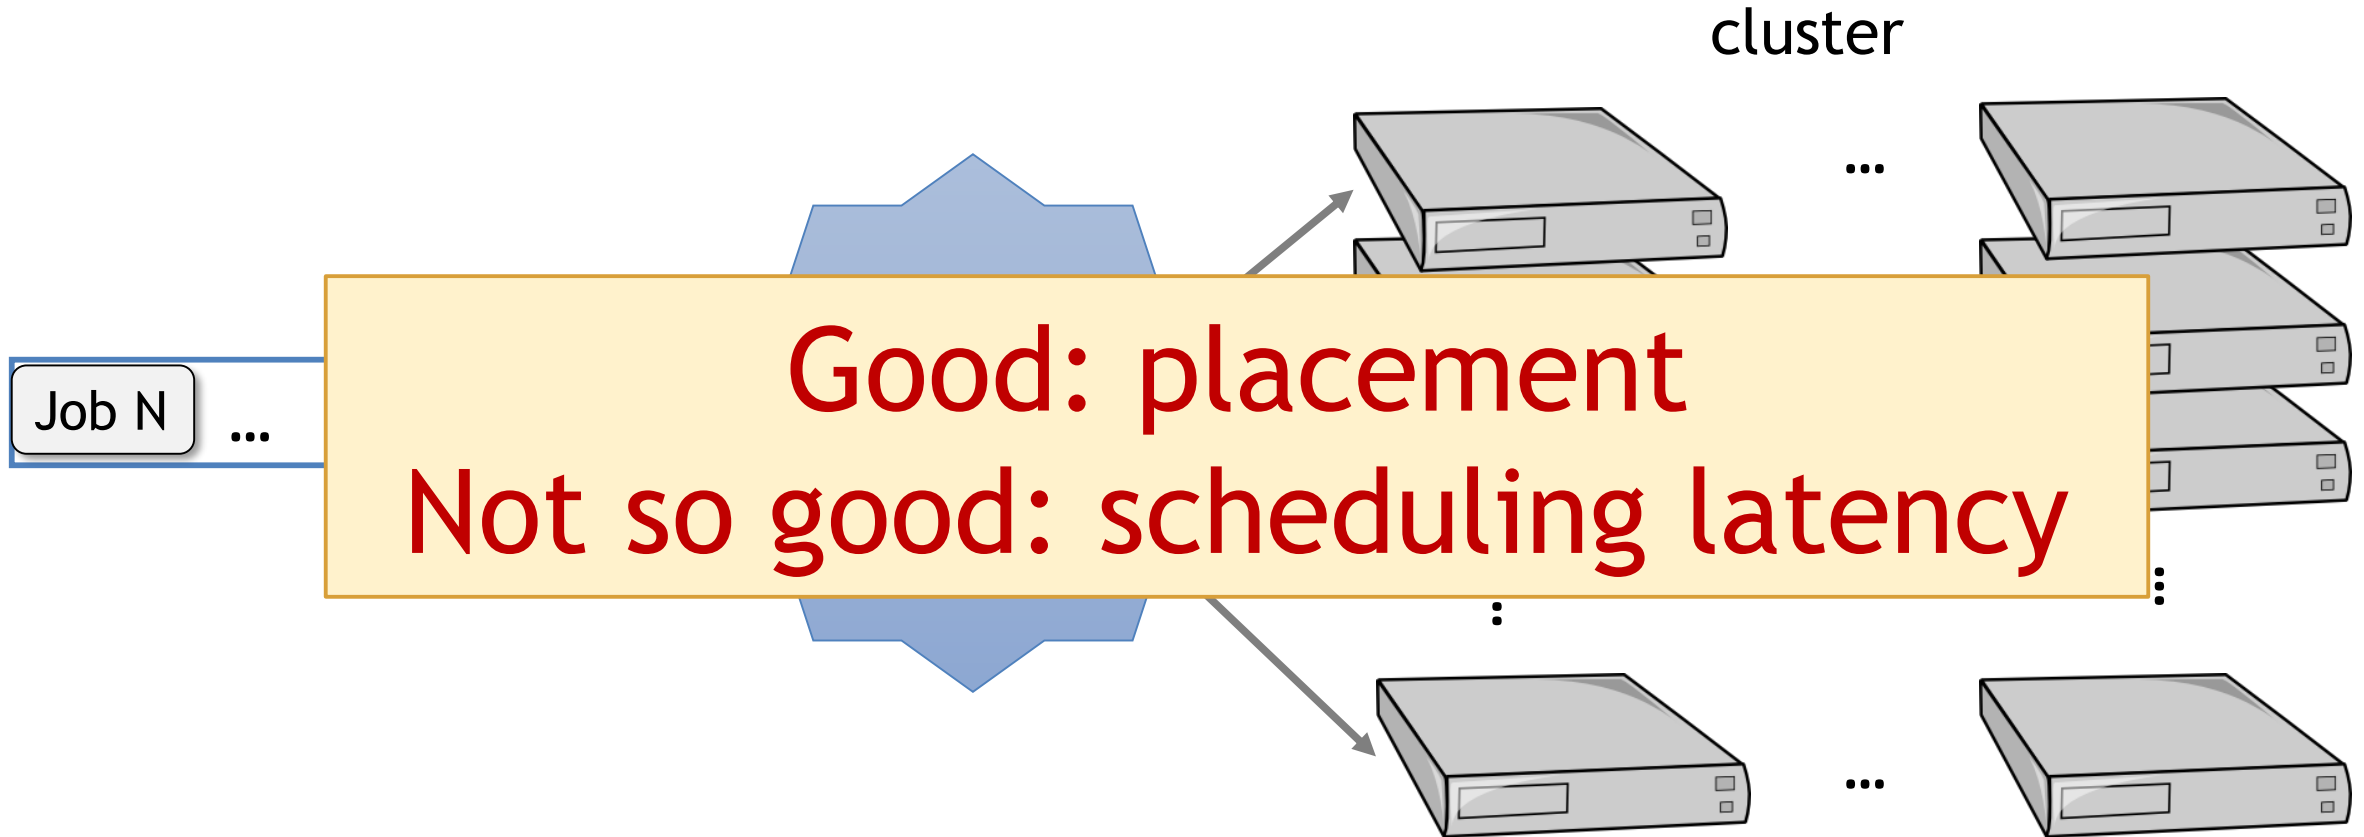 cluster
...
Job N ...
Good: placement
Not so good: scheduling latency
...